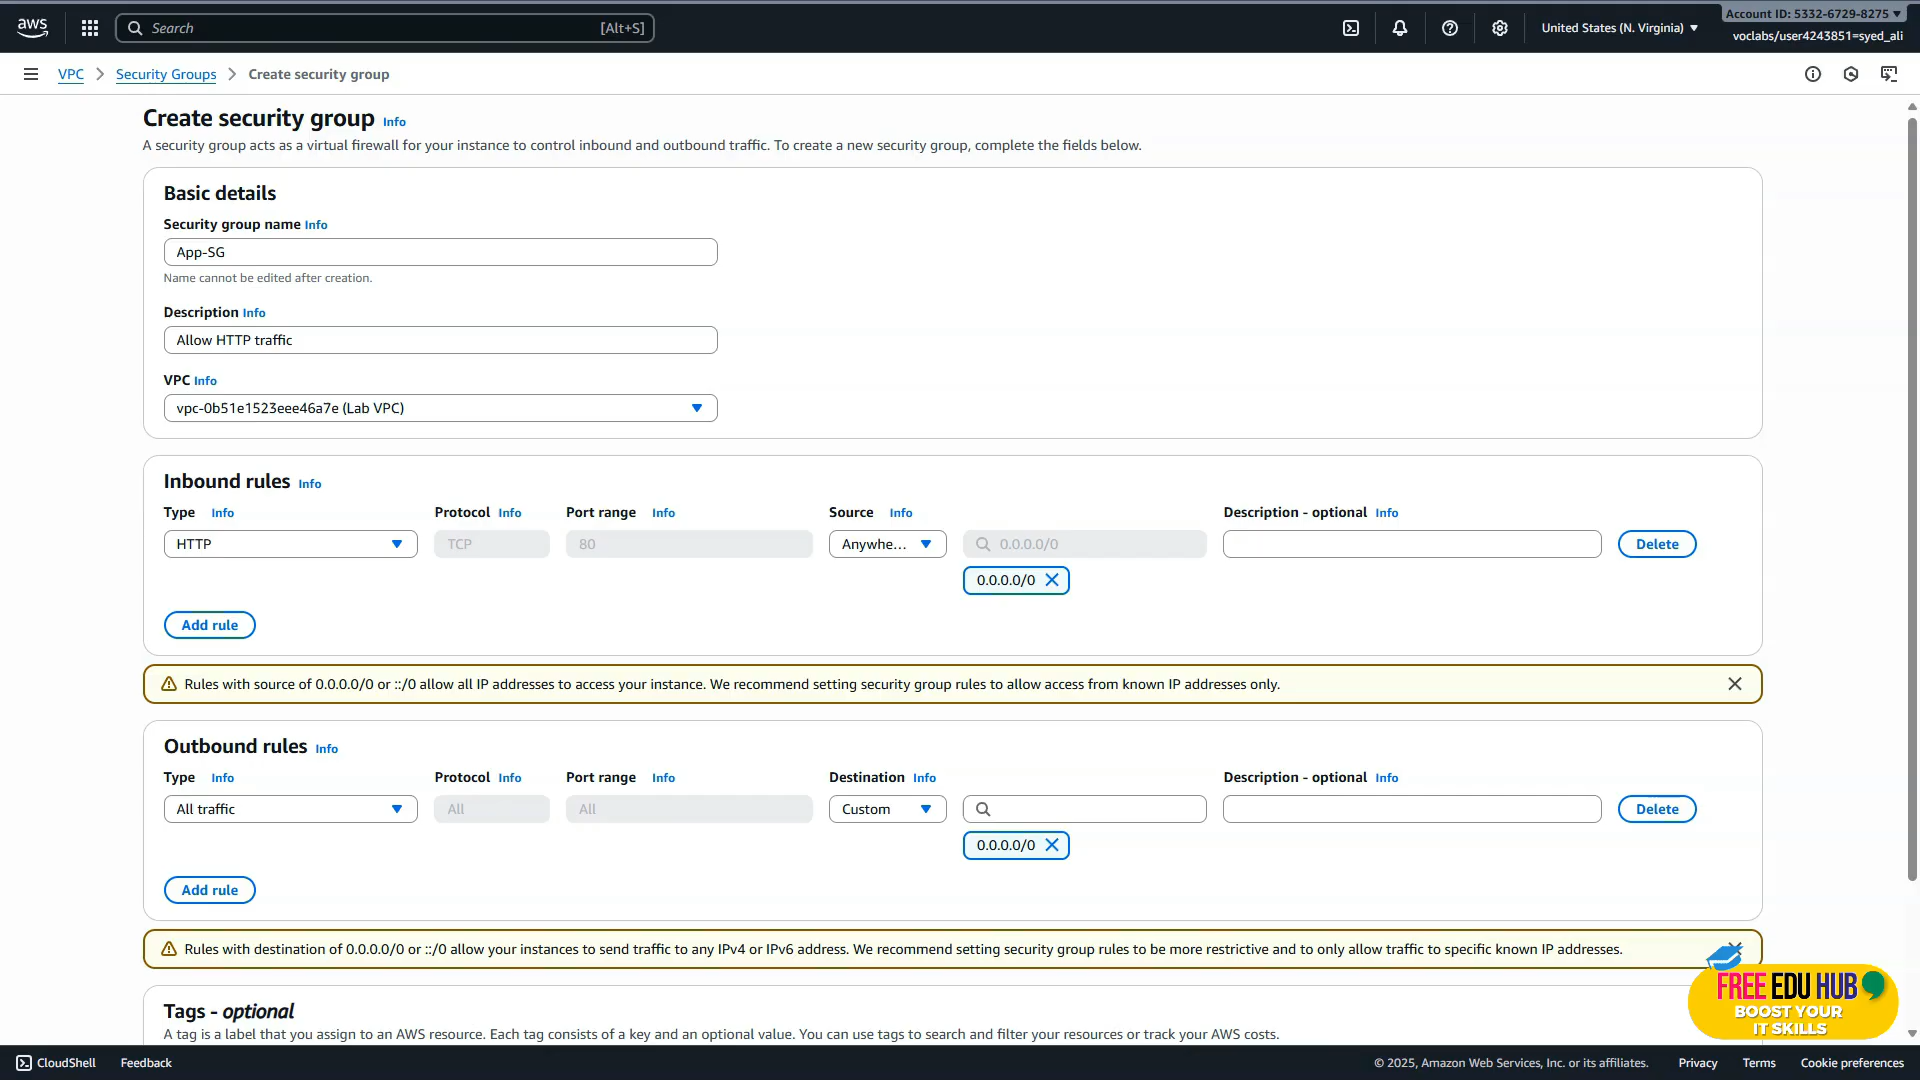 aws
Search [Alt+S]
United States (N. Virginia)
Account ID: 5332-6729-8275
voclabs/user4243851=syed_ali
VPC
Security Groups
Create security group
Create security group Info
A security group acts as a virtual firewall for your instance to control inbound and outbound traffic. To create a new security group, complete the fields below.
Basic details
Security group name Info
App-SG
Name cannot be edited after creation.
Description Info
Allow HTTP traffic
VPC Info
vpc-0b51e1523eee46a7e (Lab VPC)
Inbound rules Info
Type Info Protocol Info Port range Info Source Info Description - optional Info
HTTP TCP 80 Anywhe... 0.0.0.0/0 Delete
0.0.0.0/0
Add rule
Rules with source of 0.0.0.0/0 or ::/0 allow all IP addresses to access your instance. We recommend setting security group rules to allow access from known IP addresses only.
Outbound rules Info
Type Info Protocol Info Port range Info Destination Info Description - optional Info
All traffic All All Custom Delete
0.0.0.0/0
Add rule
Rules with destination of 0.0.0.0/0 or ::/0 allow your instances to send traffic to any IPv4 or IPv6 address. We recommend setting security group rules to be more restrictive and to only allow traffic to specific known IP addresses.
Tags - optional
A tag is a label that you assign to an AWS resource. Each tag consists of a key and an optional value. You can use tags to search and filter your resources or track your AWS costs.
FREE EDU HUB
BOOST YOUR
IT SKILLS
CloudShell Feedback © 2025, Amazon Web Services, Inc. or its affiliates. Privacy Terms Cookie preferences